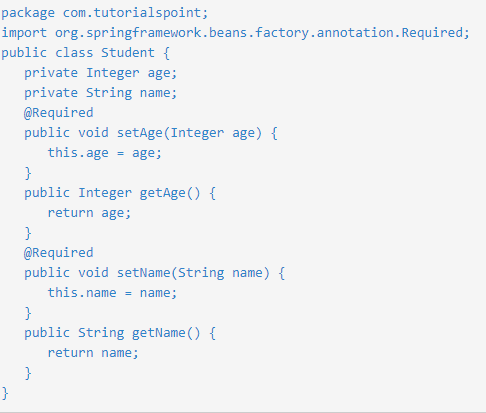 package com.tutorialspoint;
import org.springframework.beans.factory.annotation.Required;
public class Student {
   private Integer age;
   private String name;
   @Required
   public void setAge(Integer age) {
      this.age = age;
   }
   public Integer getAge() {
      return age;
   }
   @Required
   public void setName(String name) {
      this.name = name;
   }
   public String getName() {
      return name;
   }
}